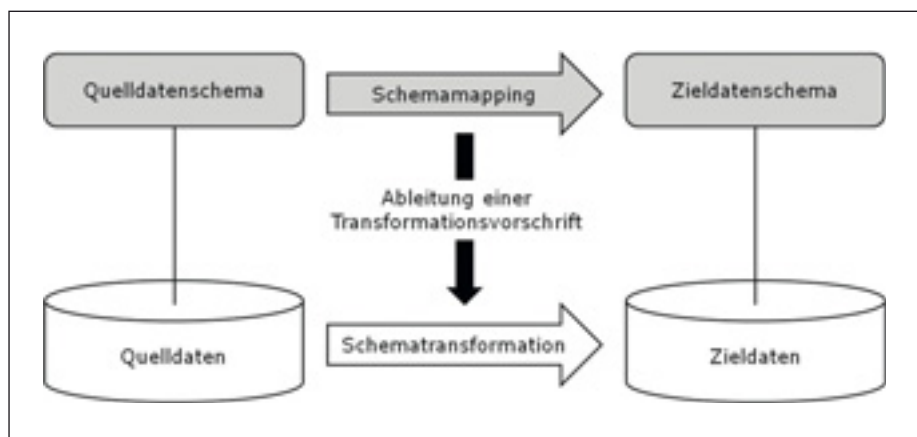 Quelldatenschema
Schemamapping
Zieldatenschema
Ableitung einer
Transformationsvorschrift
Quelldaten
Schematransformation
Zieldaten